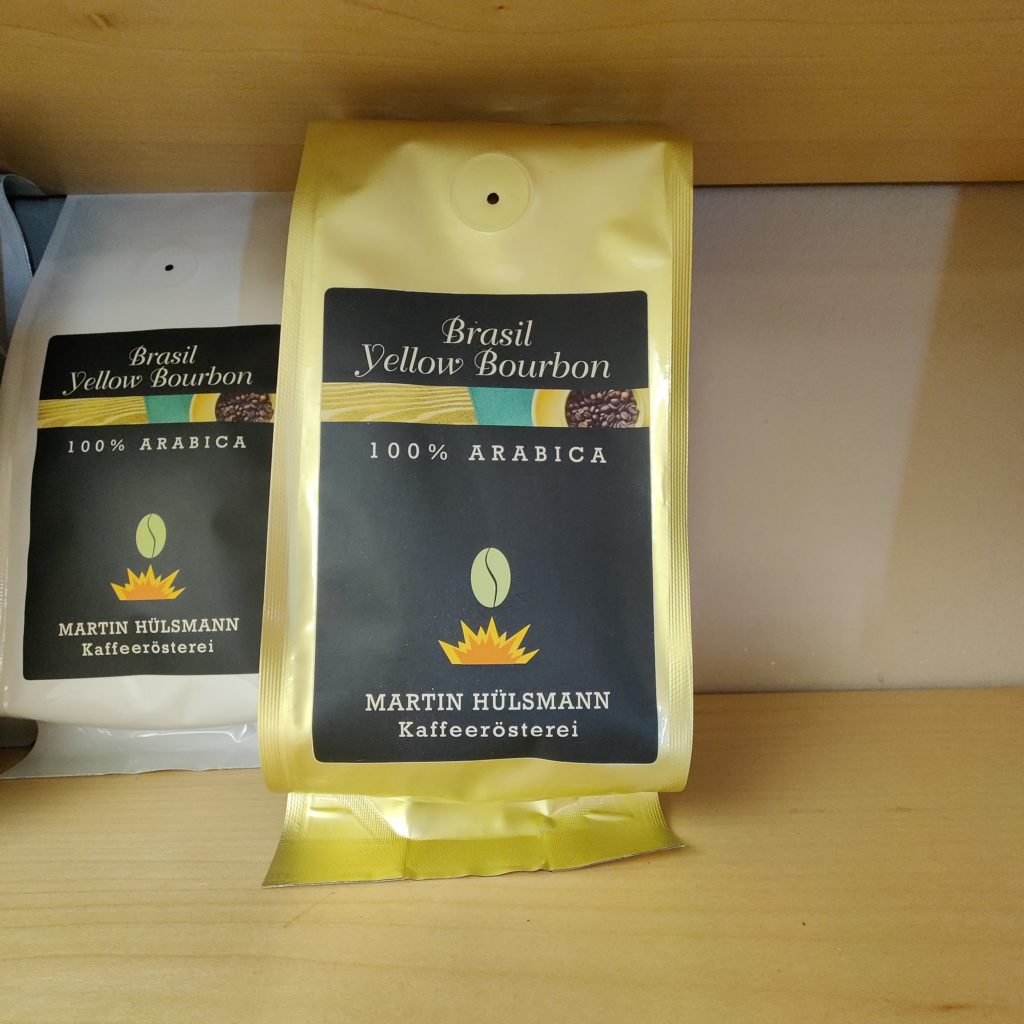 Brasil
Yellow Bourbon
100% ARABICA
MARTIN HÜLSMANN
Kaffeerösterei
Brasil
Yellow Bourbon
100% ARABICA
MARTIN HÜLSMANN
Kaffeerösterei